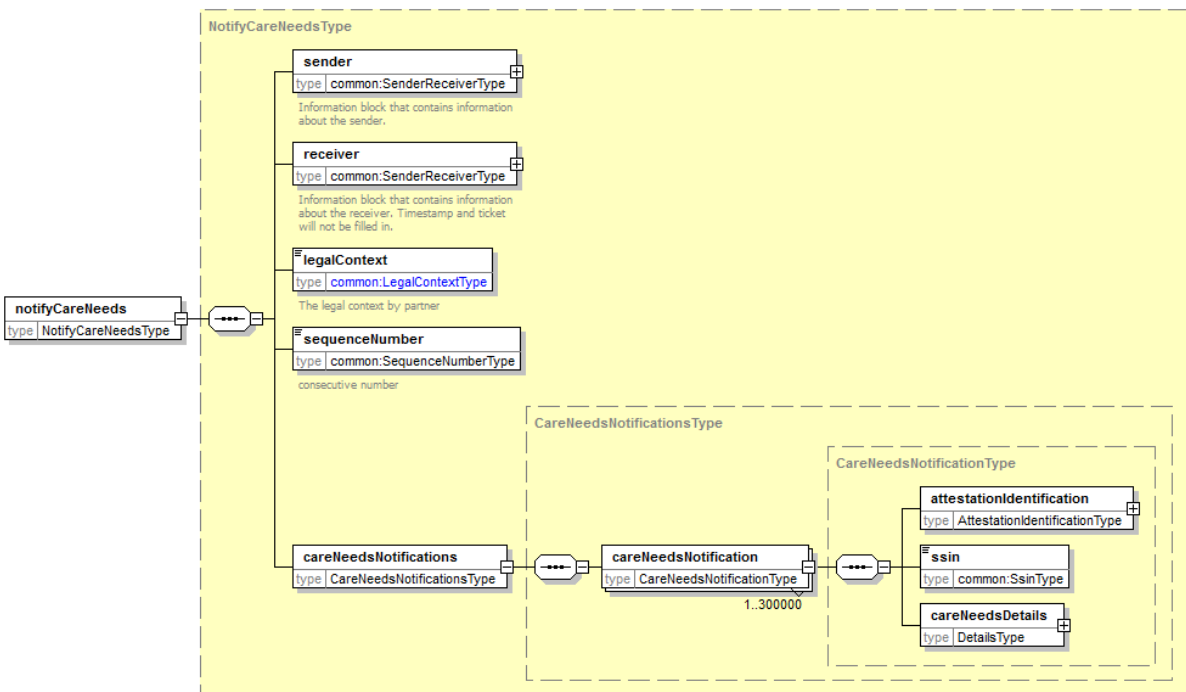 NotifyCareNeedsType
sender
type common:SenderReceiverType
Information block that contains information
about the sender.
receiver
type common:SenderReceiverType
Information block that contains information
about the receiver. Timestamp and ticket
will not be filled in.
legalContext
type common:LegalContextType
The legal context by partner
notifyCareNeeds
type NotifyCareNeedsType
sequenceNumber
type common:SequenceNumberType
consecutive number
CareNeedsNotificationsType
CareNeedsNotificationType
attestationIdentification
type AttestationIdentificationType
careNeedsNotifications
type CareNeedsNotificationsType
careNeedsNotification
type CareNeedsNotificationType
1..300000
ssin
type common:SsinType
careNeedsDetails
type DetailsType